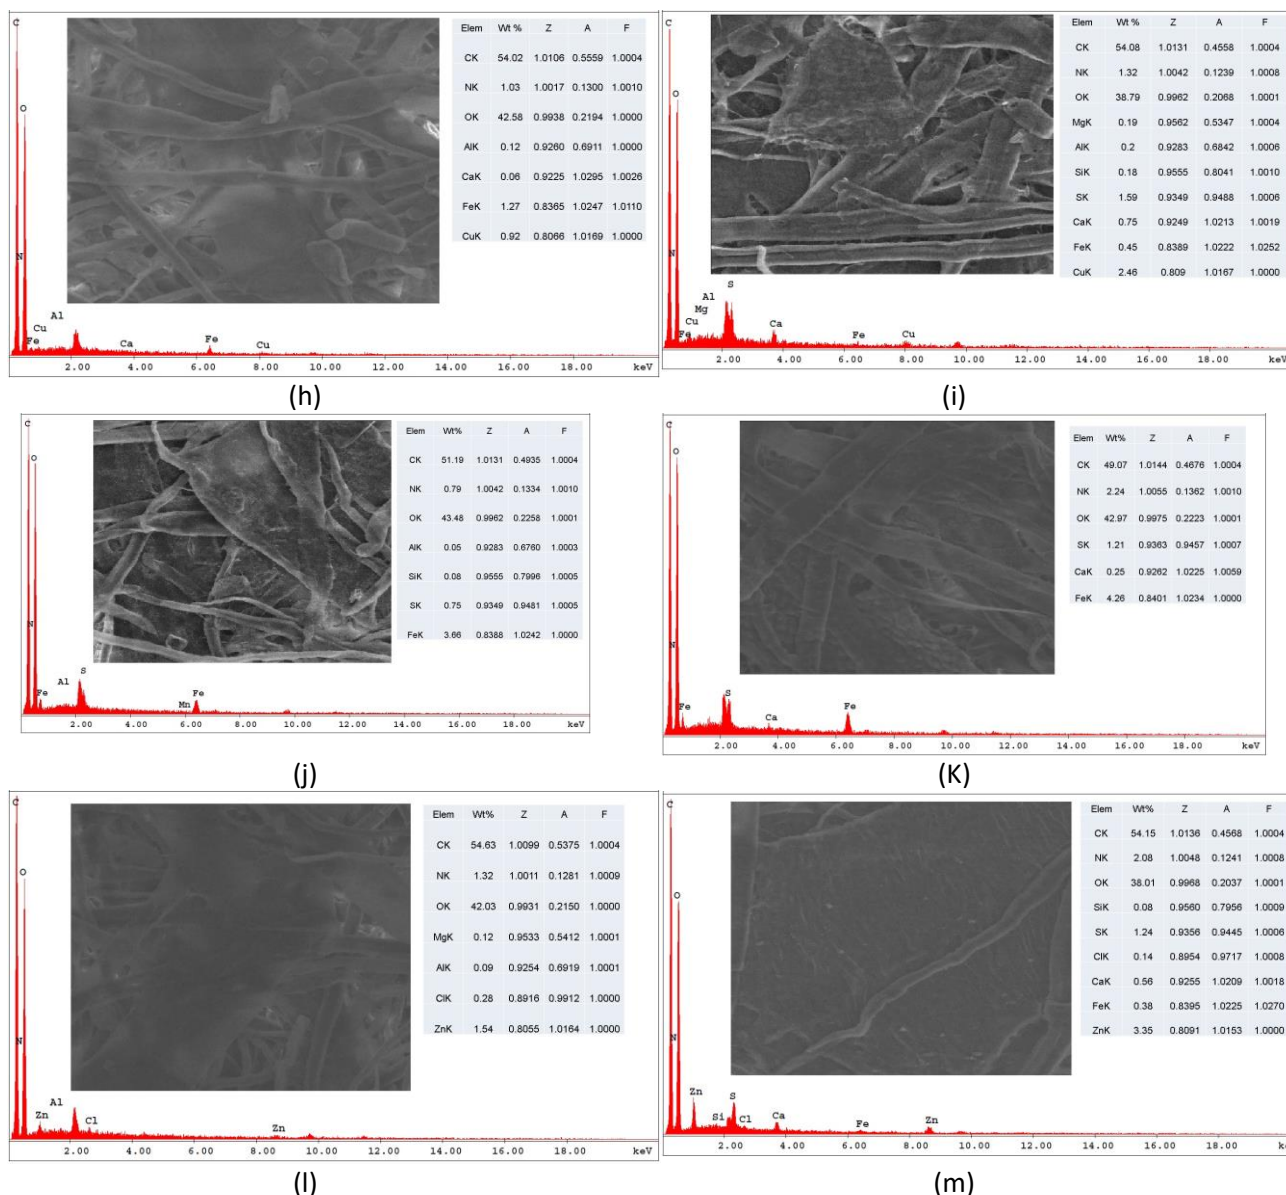 Elem Wt % Z A F
CK 54.02 1.0106 0.5559 1.0004
NK 1.03 1.0017 0.1300 1.0010
OK 42.58 0.9938 0.2194 1.0000
AlK 0.12 0.9260 0.6911 1.0000
CaK 0.06 0.9225 1.0295 1.0026
FeK 1.27 0.8365 1.0247 1.0110
CuK 0.92 0.8066 1.0169 1.0000
C
O
N
Al
Cu
Fe
Ca
Fe
Cu
2.00 4.00 6.00 8.00 10.00 12.00 14.00 16.00 18.00 keV
(h)
Elem Wt % Z A F
CK 54.08 1.0131 0.4558 1.0004
NK 1.32 1.0042 0.1239 1.0008
OK 38.79 0.9962 0.2068 1.0001
MgK 0.19 0.9562 0.5347 1.0004
AlK 0.2 0.9283 0.6842 1.0006
SiK 0.18 0.9555 0.8041 1.0010
SK 1.59 0.9349 0.9488 1.0006
CaK 0.75 0.9249 1.0213 1.0019
FeK 0.45 0.8389 1.0222 1.0252
CuK 2.46 0.809 1.0167 1.0000
C
O
S
Al
Mg
Cu
Fe
Ca
Fe
Cu
2.00 4.00 6.00 8.00 10.00 12.00 14.00 16.00 18.00 keV
(i)
Elem Wt% Z A F
CK 51.19 1.0131 0.4935 1.0004
NK 0.79 1.0042 0.1334 1.0010
OK 43.48 0.9962 0.2258 1.0001
AlK 0.05 0.9283 0.6760 1.0003
SiK 0.08 0.9555 0.7996 1.0005
SK 0.75 0.9349 0.9481 1.0005
FeK 3.66 0.8388 1.0242 1.0000
C
O
N
S
Al
Fe
Mn
Fe
2.00 4.00 6.00 8.00 10.00 12.00 14.00 16.00 18.00 keV
(j)
Elem Wt% Z A F
CK 49.07 1.0144 0.4676 1.0004
NK 2.24 1.0055 0.1362 1.0010
OK 42.97 0.9975 0.2223 1.0001
SK 1.21 0.9363 0.9457 1.0007
CaK 0.25 0.9262 1.0225 1.0059
FeK 4.26 0.8401 1.0234 1.0000
C
O
N
S
Fe
Ca
Fe
2.00 4.00 6.00 8.00 10.00 12.00 14.00 16.00 18.00 keV
(K)
Elem Wt% Z A F
CK 54.63 1.0099 0.5375 1.0004
NK 1.32 1.0011 0.1281 1.0009
OK 42.03 0.9931 0.2150 1.0000
MgK 0.12 0.9533 0.5412 1.0001
AlK 0.09 0.9254 0.6919 1.0001
ClK 0.28 0.8916 0.9912 1.0000
ZnK 1.54 0.8055 1.0164 1.0000
C
O
N
Al
Zn
Cl
Zn
2.00 4.00 6.00 8.00 10.00 12.00 14.00 16.00 18.00 keV
(l)
Elem Wt% Z A F
CK 54.15 1.0136 0.4568 1.0004
NK 2.08 1.0048 0.1241 1.0008
OK 38.01 0.9968 0.2037 1.0001
SiK 0.08 0.9560 0.7956 1.0009
SK 1.24 0.9356 0.9445 1.0006
ClK 0.14 0.8954 0.9717 1.0008
CaK 0.56 0.9255 1.0209 1.0018
FeK 0.38 0.8395 1.0225 1.0270
ZnK 3.35 0.8091 1.0153 1.0000
C
O
N
Zn
S
Si
Cl
Ca
Fe
Zn
2.00 4.00 6.00 8.00 10.00 12.00 14.00 16.00 18.00 ke
(m)